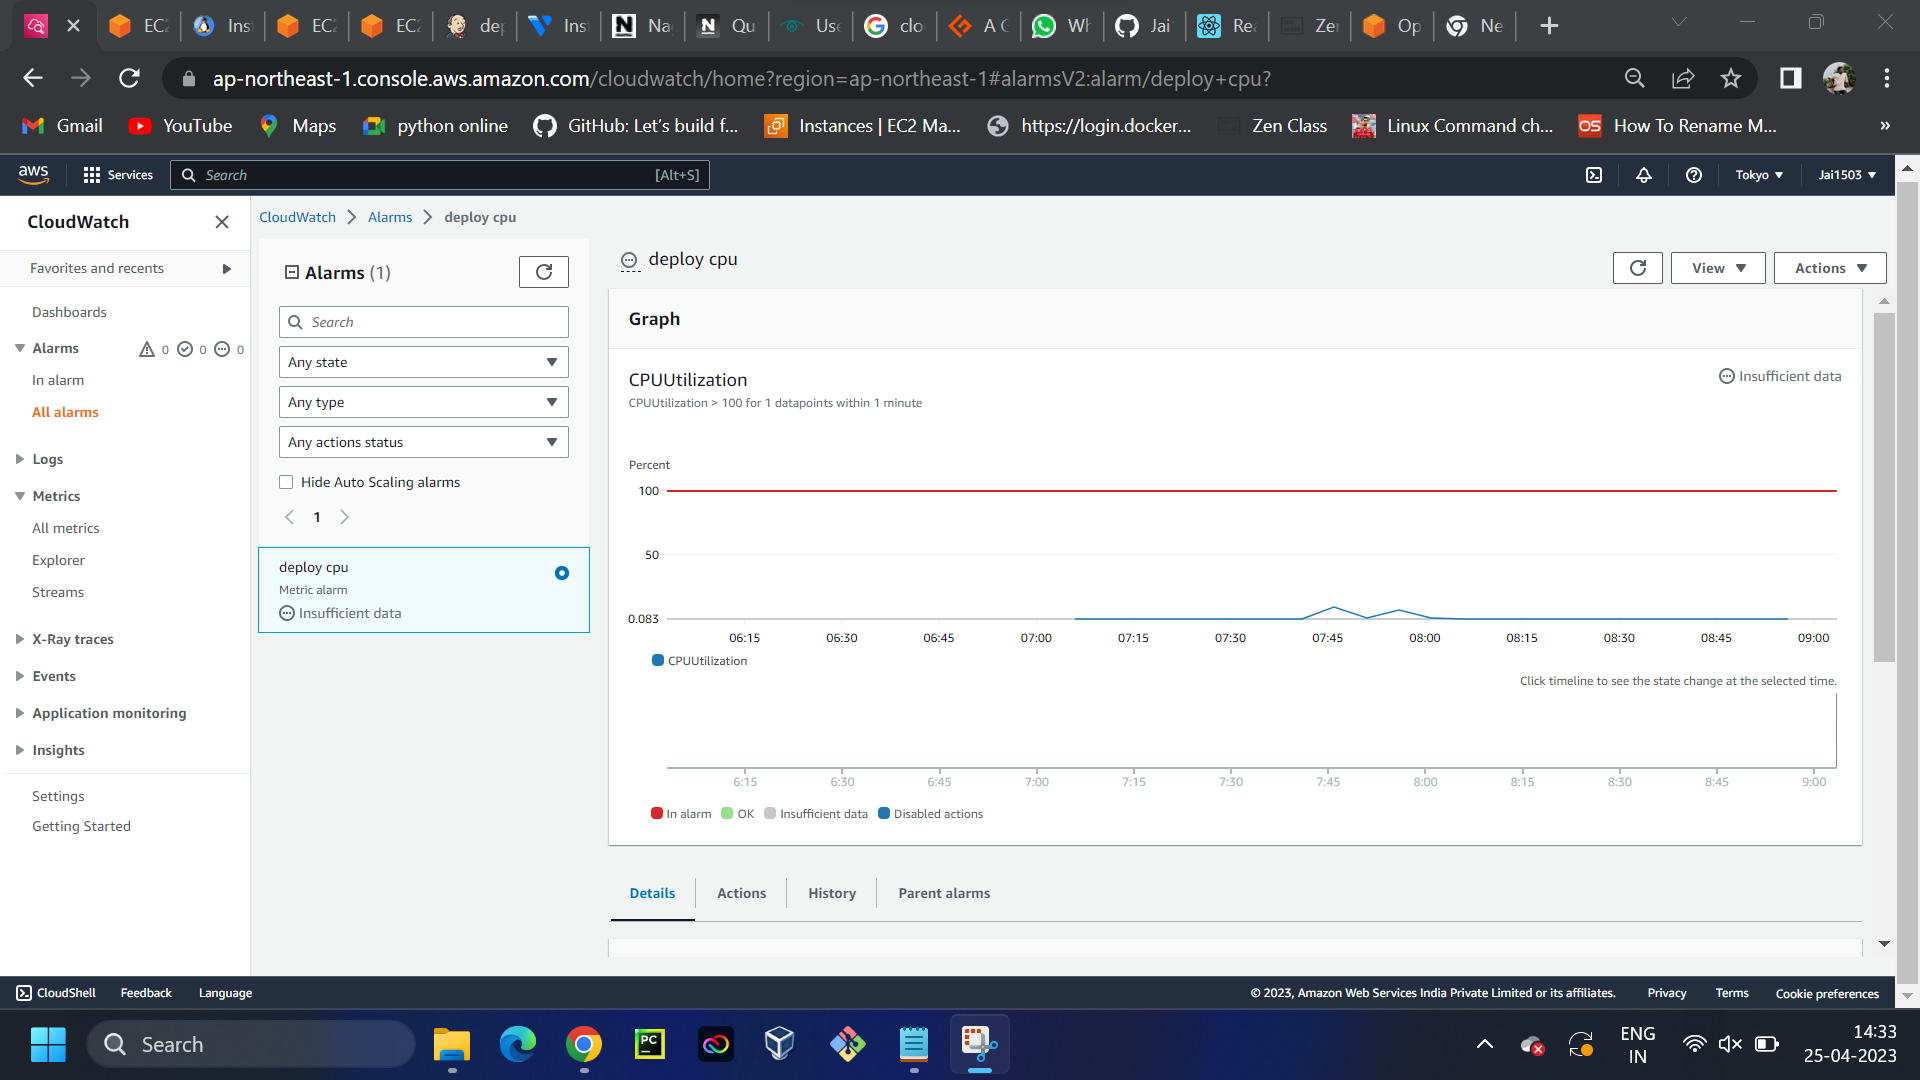 EC2
Ins
EC2
EC2
dep
Ins
Na
Qu
Use
clo
A C
Wh
Jai
Rea
Zen
Op
Ne
ap-northeast-1.console.aws.amazon.com/cloudwatch/home?region=ap-northeast-1#alarmsV2:alarm/deploy+cpu?
Gmail
YouTube
Maps
python online
GitHub: Let's build f...
Instances | EC2 Ma...
https://login.docker...
Zen Class
Linux Command ch...
OS
How To Rename M...
»
aws
Services
Search
[Alt+S]
Tokyo
Jai1503
CloudWatch
Favorites and recents
Dashboards
Alarms 0 0 0
In alarm
All alarms
Logs
Metrics
All metrics
Explorer
Streams
X-Ray traces
Events
Application monitoring
Insights
Settings
Getting Started
CloudWatch > Alarms > deploy cpu
Alarms (1)
Search
Any state
Any type
Any actions status
Hide Auto Scaling alarms
1
deploy cpu
Metric alarm
Insufficient data
deploy cpu
View
Actions
Graph
CPUUtilization
Insufficient data
CPUUtilization > 100 for 1 datapoints within 1 minute
Percent
100
50
0.083
06:15 06:30 06:45 07:00 07:15 07:30 07:45 08:00 08:15 08:30 08:45 09:00
CPUUtilization
Click timeline to see the state change at the selected time.
6:15 6:30 6:45 7:00 7:15 7:30 7:45 8:00 8:15 8:30 8:45 9:00
In alarm OK Insufficient data Disabled actions
Details
Actions
History
Parent alarms
CloudShell
Feedback
Language
© 2023, Amazon Web Services India Private Limited or its affiliates.
Privacy
Terms
Cookie preferences
Search
PC
ENG
IN
14:33
25-04-2023